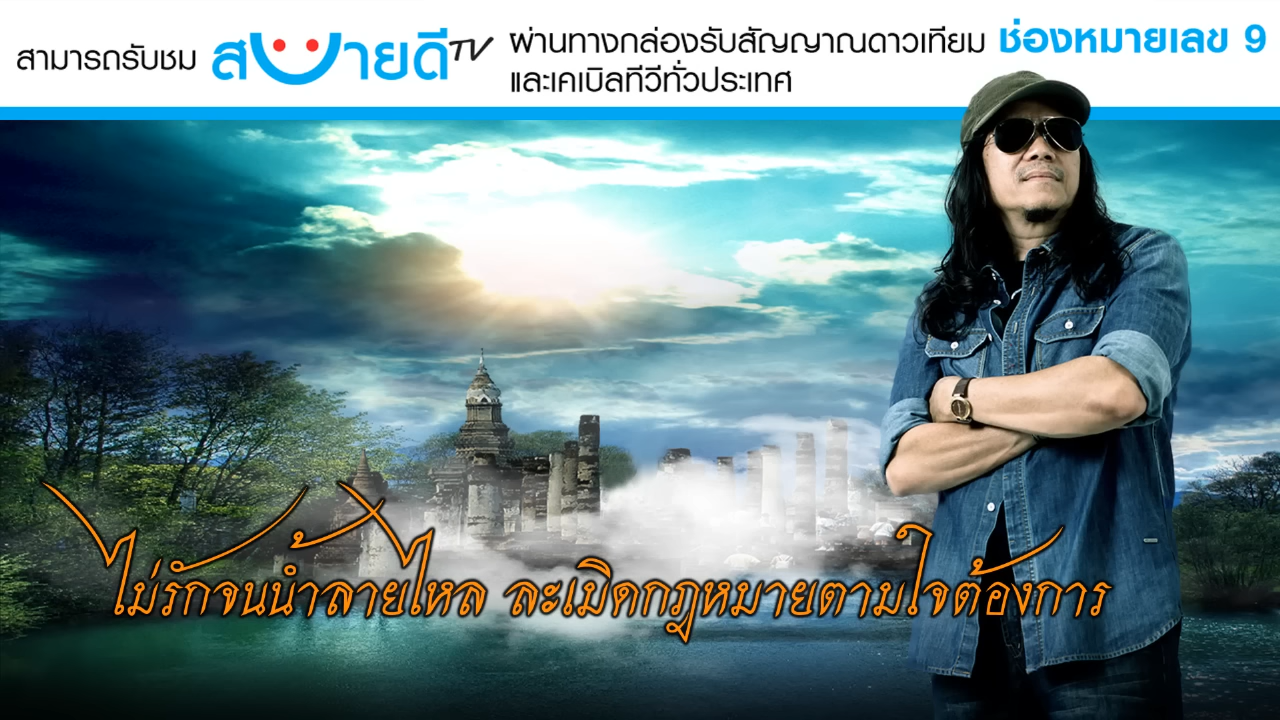 สามารถรับชม สบายดี TV ผ่านทางกล่องรับสัญญาณดาวเทียม ช่องหมายเลข 9
และเคเบิลทีวีทั่วประเทศ
ไม่รักจนน้ำลายไหล ละเมิดกฎหมายตามใจต้องการ